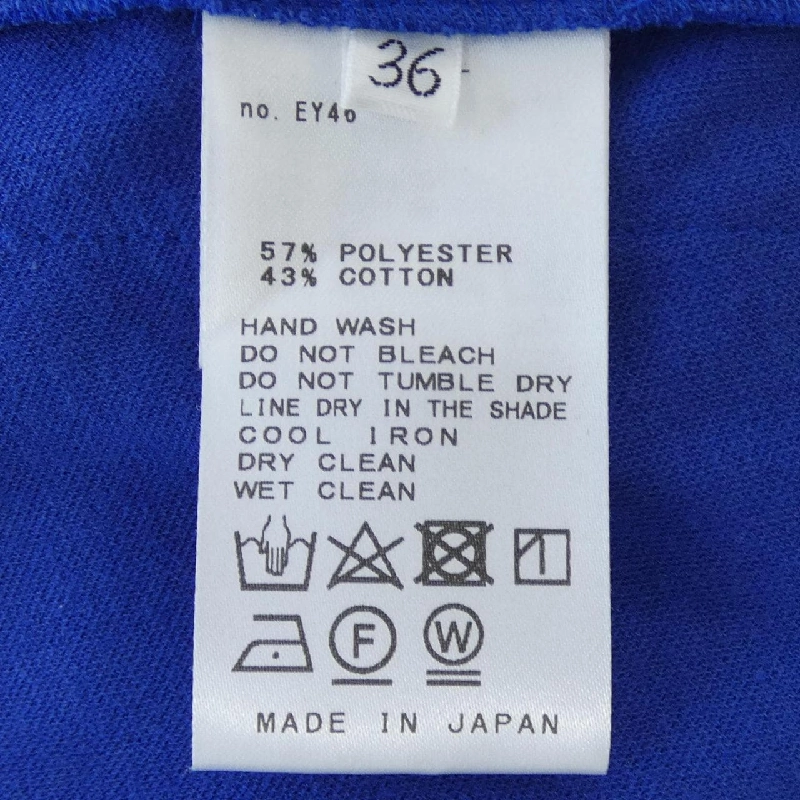 36
no. EY46
57% POLYESTER
43% COTTON
HAND WASH
DO NOT BLEACH
DO NOT TUMBLE DRY
LINE DRY IN THE SHADE
COOL IRON
DRY CLEAN
WET CLEAN
F W
MADE IN JAPAN